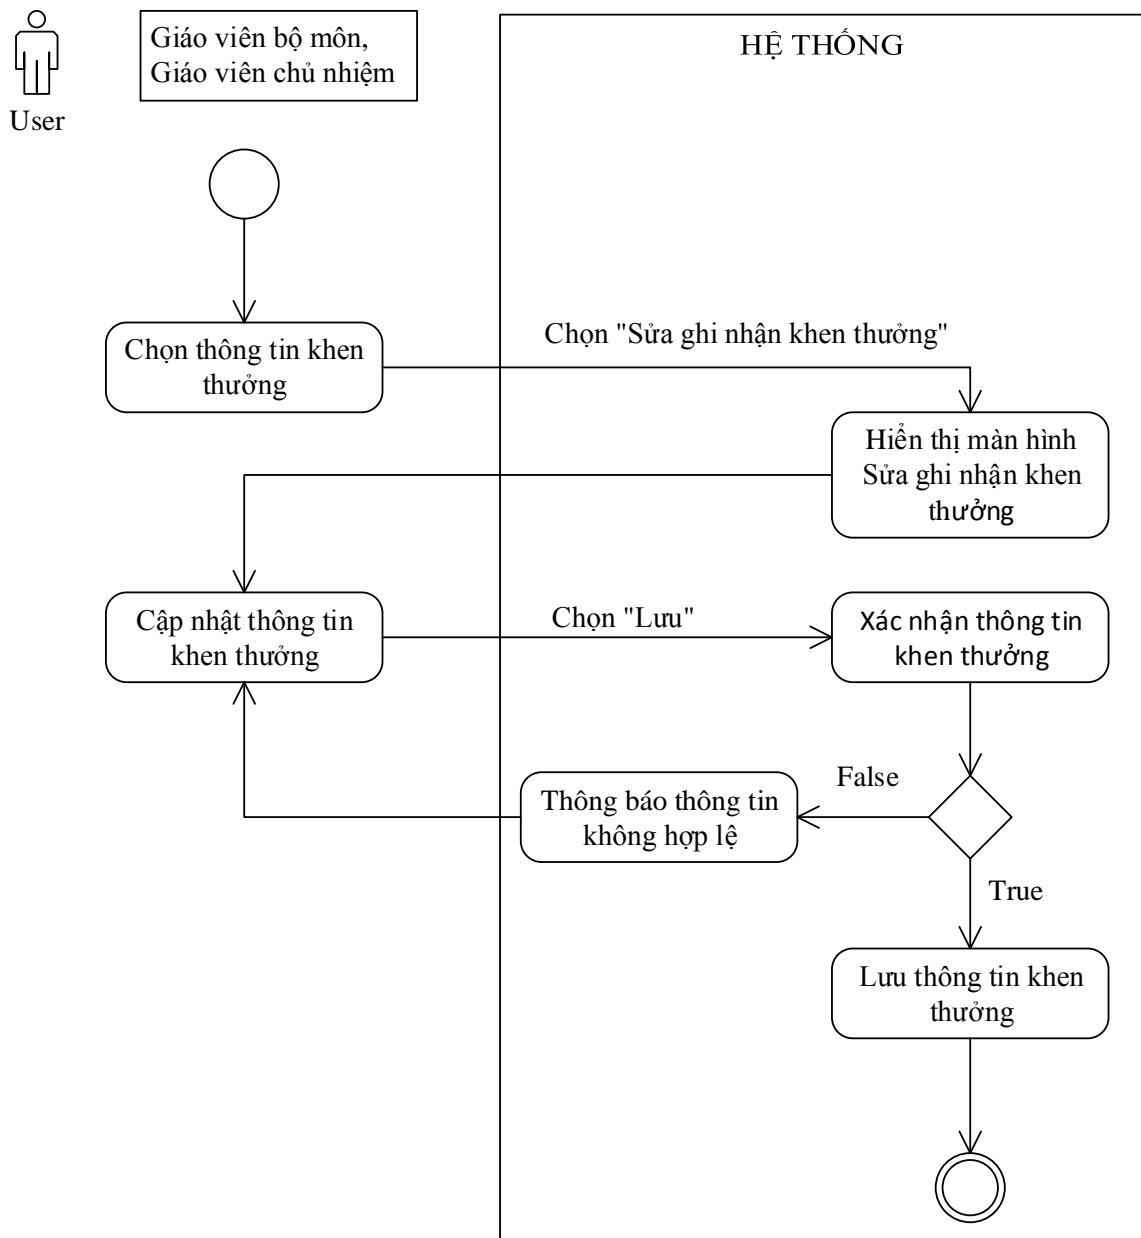 User
Giáo viên bộ môn,
Giáo viên chủ nhiệm
HỆ THỐNG
Chọn thông tin khen
thưởng
Chọn "Sửa ghi nhận khen thưởng"
Hiển thị màn hình
Sửa ghi nhận khen
thưởng
Cập nhật thông tin
khen thưởng
Chọn "Lưu"
Xác nhận thông tin
khen thưởng
False
Thông báo thông tin
không hợp lệ
True
Lưu thông tin khen
thưởng